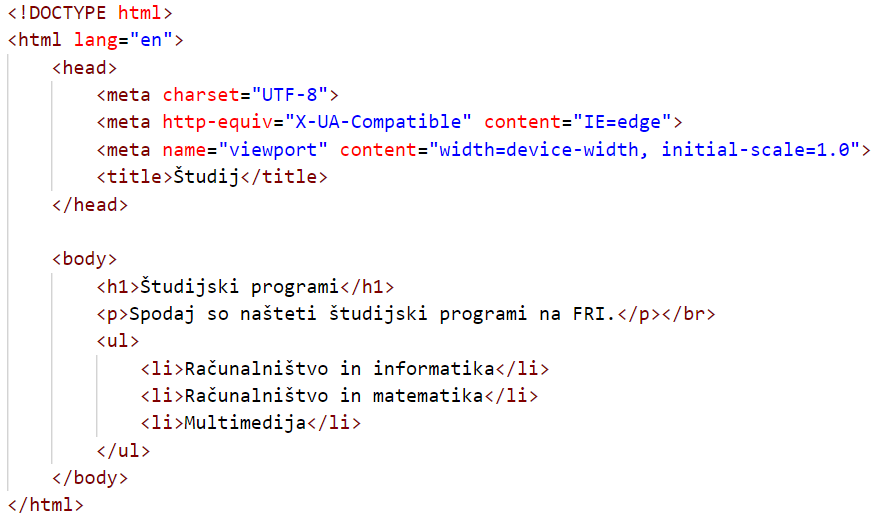 <!DOCTYPE html>
<html lang="en">
<head>
<meta charset="UTF-8">
<meta http-equiv="X-UA-Compatible" content="IE=edge">
<meta name="viewport" content="width=device-width, initial-scale=1.0">
<title>Študij</title>
</head>
<body>
<h1>Študijski programi</h1>
<p>Spodaj so našteti študijski programi na FRI.</p></br>
<ul>
<li>Računalništvo in informatika</li>
<li>Računalništvo in matematika</li>
<li>Multimedija</li>
</ul>
</body>
</html>